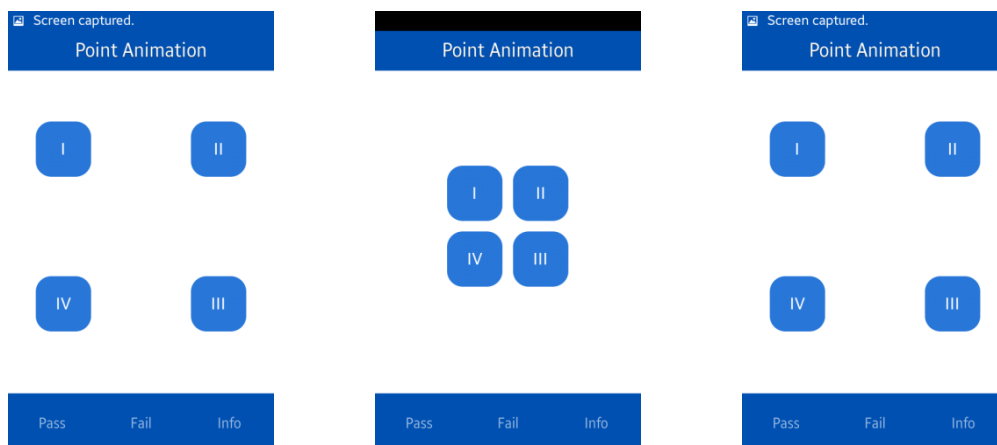 Screen captured.
Point Animation
I II
IV III
Pass Fail Info
Point Animation
I II
IV III
Pass Fail Info
Screen captured.
Point Animation
I II
IV III
Pass Fail Info